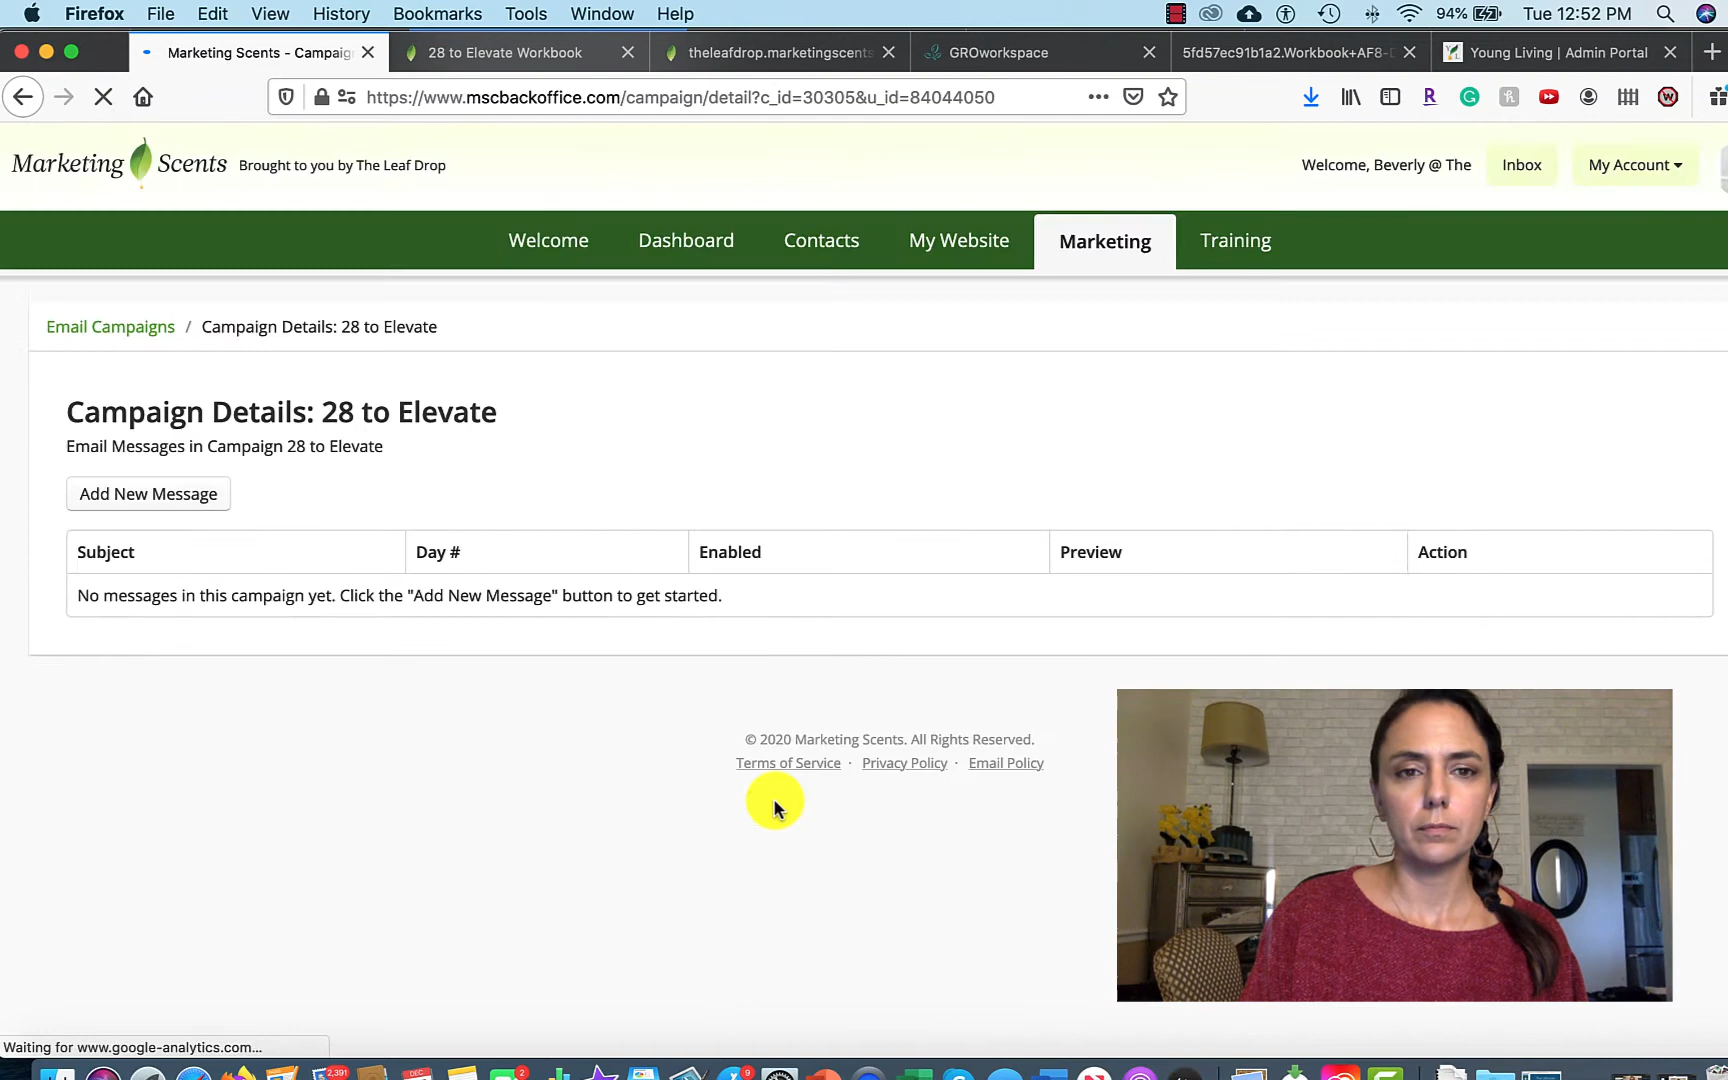 Firefox File Edit View History Bookmarks Tools Window Help 94% Tue 12:52 PM
Marketing Scents - Campaig 28 to Elevate Workbook theleafdrop.marketingscents GROworkspace 5fd57ec91b1a2.Workbook+AF8- Young Living | Admin Portal
https://www.mscbackoffice.com/campaign/detail?c_id=30305&u_id=84044050
Marketing Scents Brought to you by The Leaf Drop Welcome, Beverly @ The Inbox My Account
Welcome Dashboard Contacts My Website Marketing Training
Email Campaigns / Campaign Details: 28 to Elevate
Campaign Details: 28 to Elevate
Email Messages in Campaign 28 to Elevate
Add New Message
Subject Day # Enabled Preview Action
No messages in this campaign yet. Click the "Add New Message" button to get started.
© 2020 Marketing Scents. All Rights Reserved.
Terms of Service · Privacy Policy · Email Policy
Waiting for www.google-analytics.com...
2,391 DEC 2 9